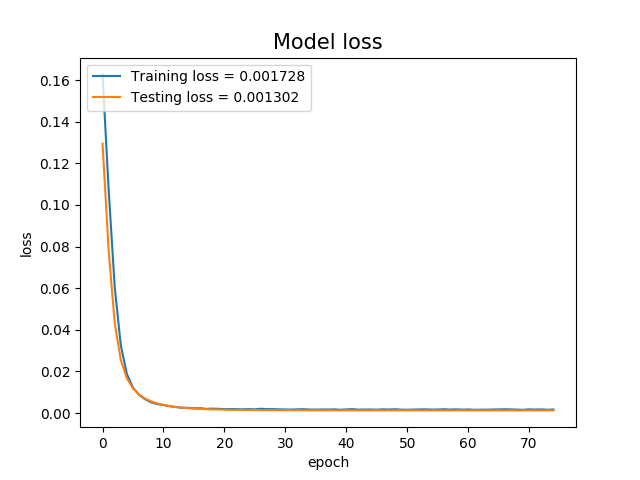 Model loss
Training loss = 0.001728
Testing loss = 0.001302
0.16
0.14
0.12
0.10
0.08
0.06
0.04
0.02
0.00
loss
0 10 20 30 40 50 60 70
epoch